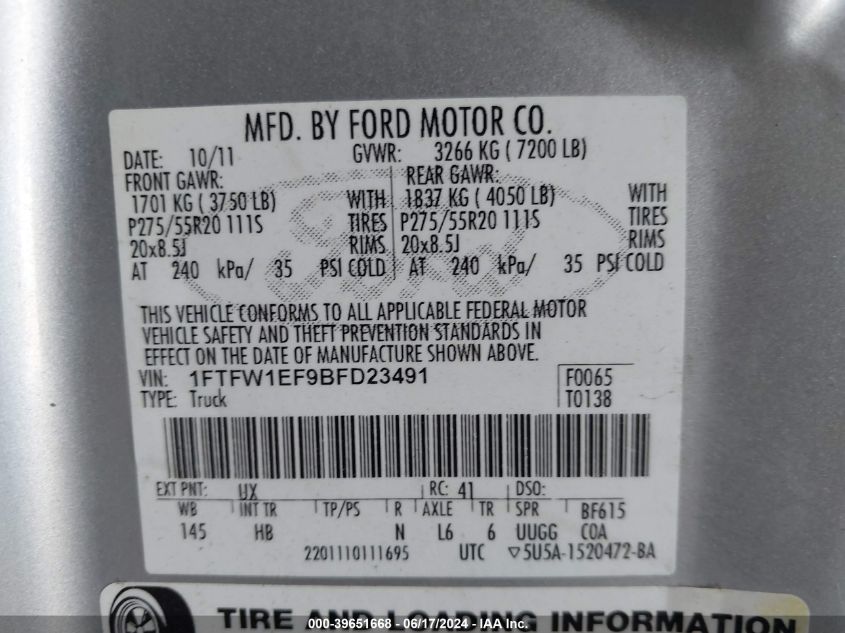 MFD. BY FORD MOTOR CO.
DATE: 10/11 GVWR: 3266 KG ( 7200 LB)
FRONT GAWR: REAR GAWR:
1701 KG ( 3750 LB) WITH 1837 KG ( 4050 LB) WITH
P275/55R20 111S TIRES P275/55R20 111S TIRES
20x8.5J RIMS 20x8.5J RIMS
AT 240 kPa/ 35 PSI COLD AT 240 kPa/ 35 PSI COLD
THIS VEHICLE CONFORMS TO ALL APPLICABLE FEDERAL MOTOR
VEHICLE SAFETY AND THEFT PREVENTION STANDARDS IN
EFFECT ON THE DATE OF MANUFACTURE SHOWN ABOVE.
VIN: 1FTFW1EF9BFD23491 F0065
TYPE: Truck T0138
EXT PNT: UX RC: 41 DSO:
WB INT TR TP/PS R AXLE TR SPR BF615
145 HB N L6 6 UUGG COA
2201110111695 UTC ▽5U5A-1520472-BA
TIRE AND LOADING INFORMATION
000-39651668 / 06/17/2024 - IAA Inc.